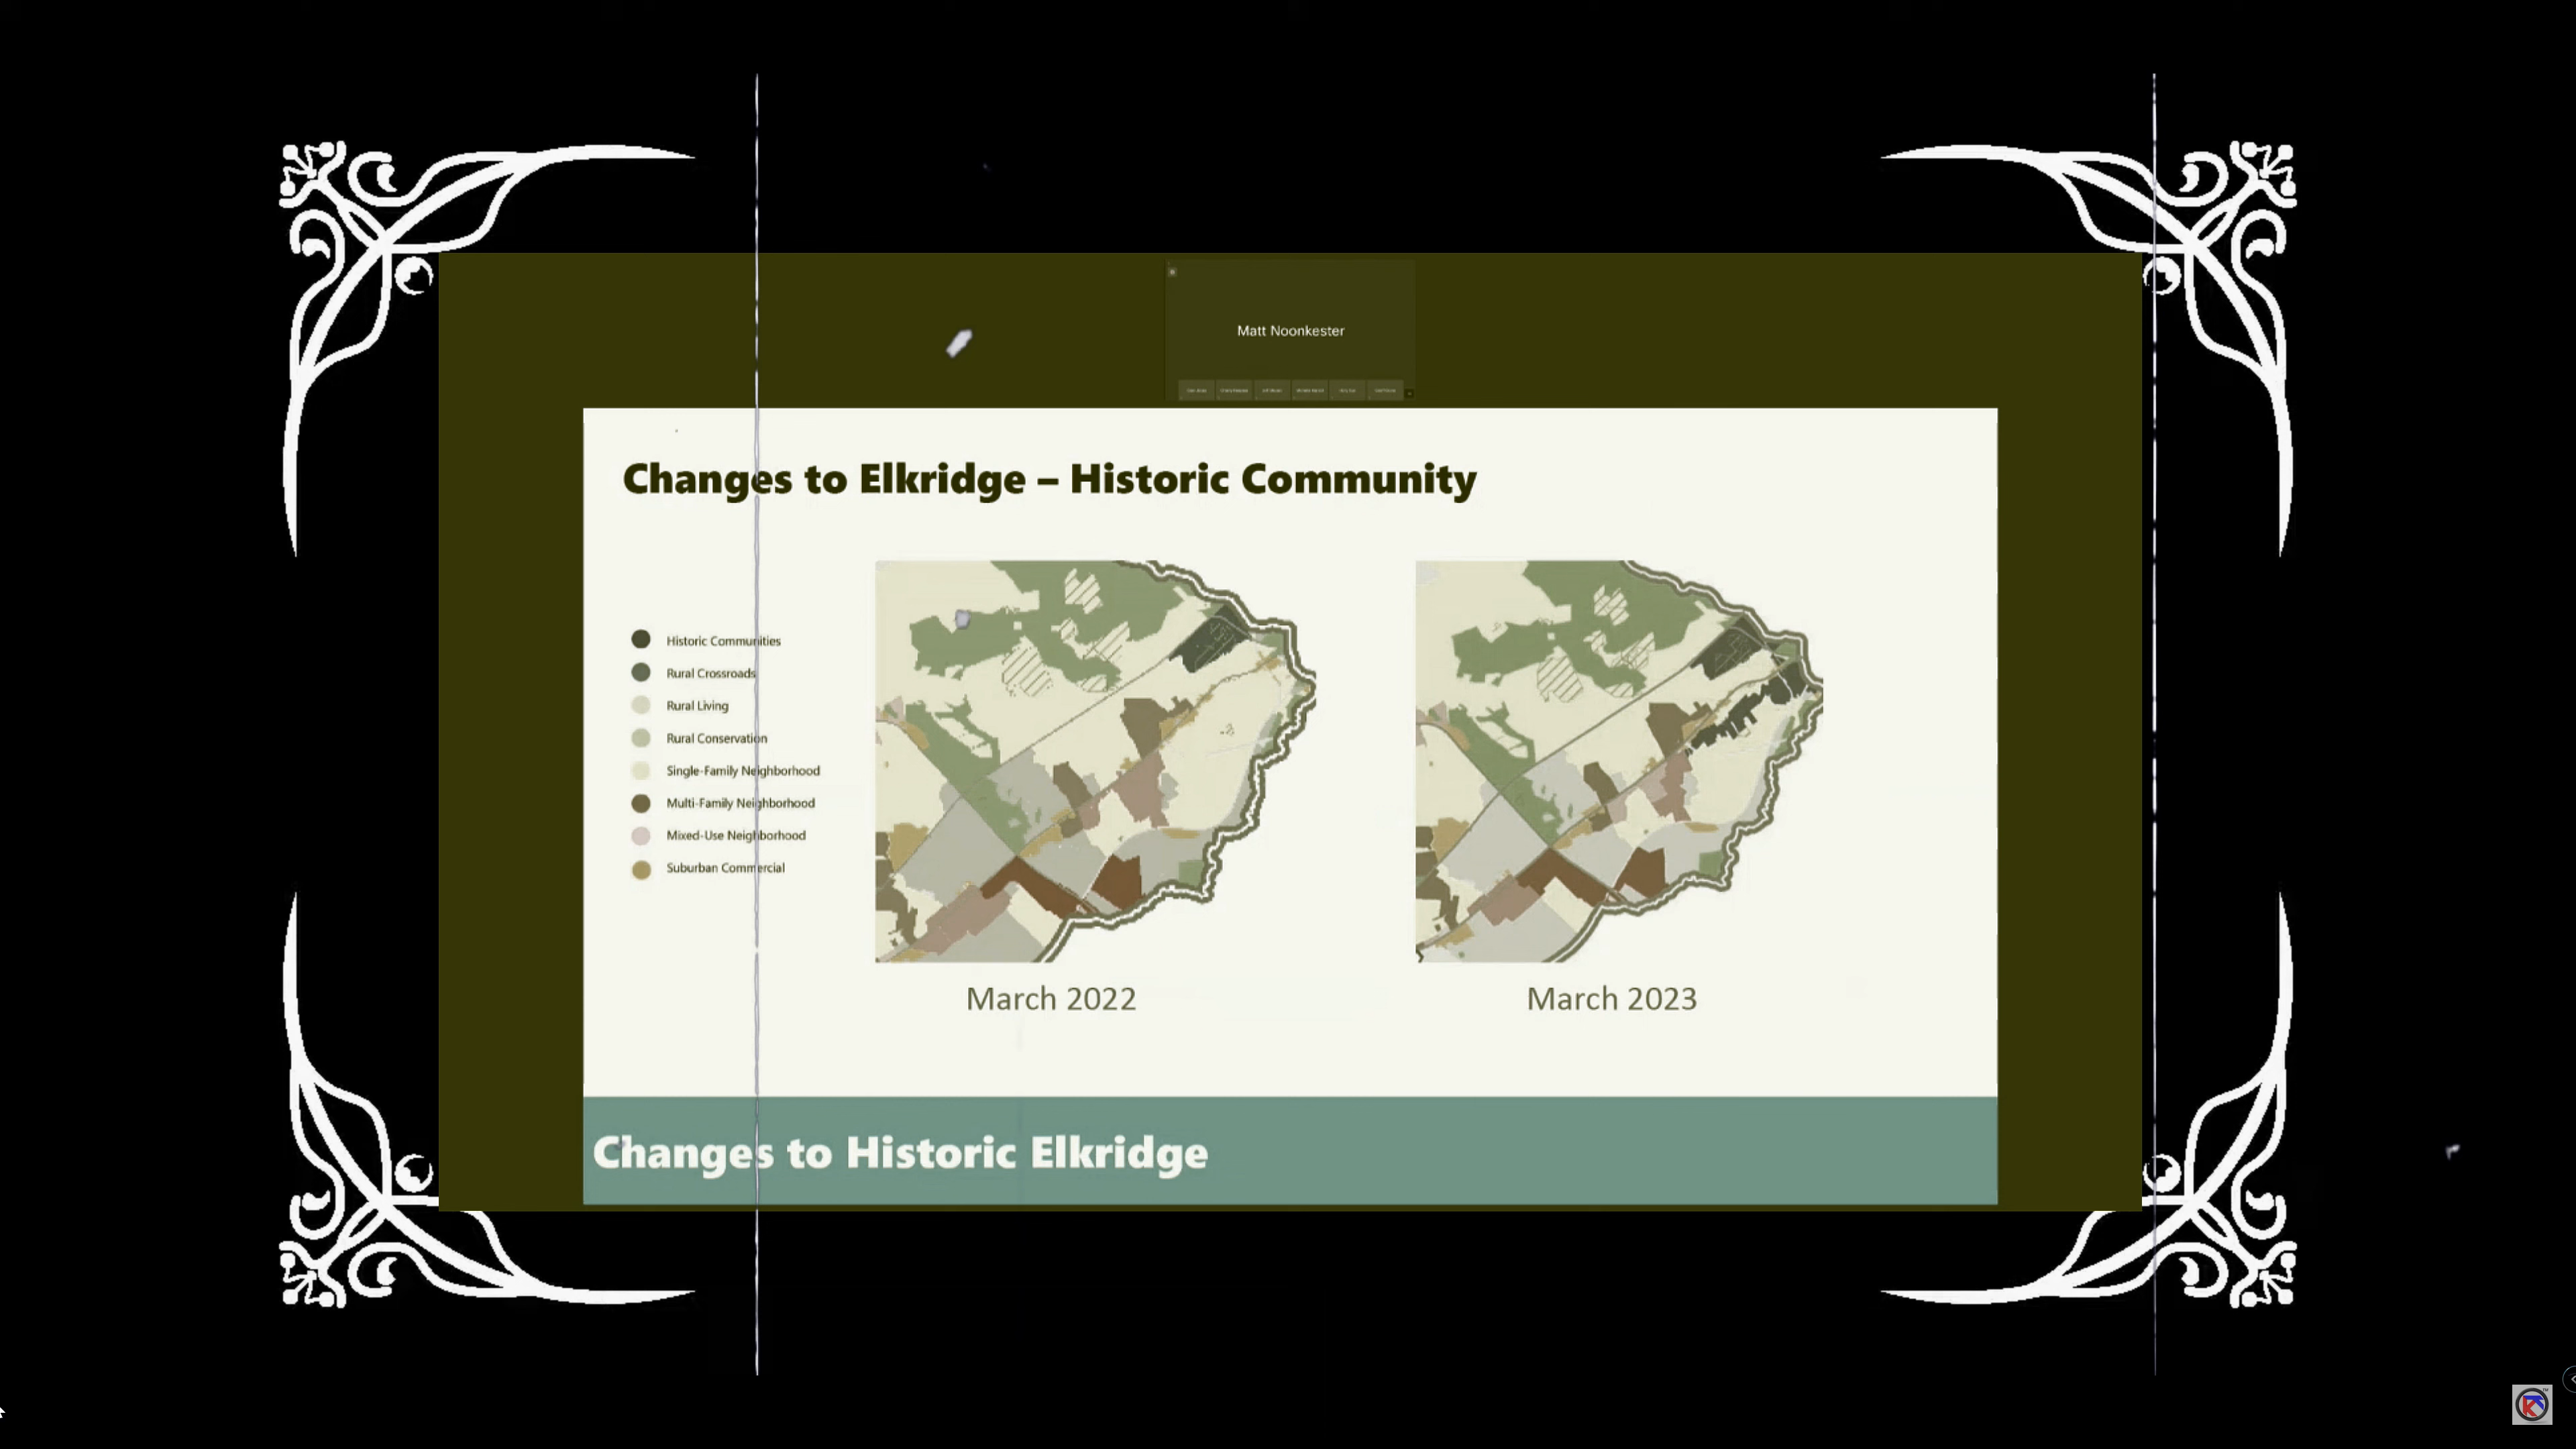 Matt Noonkester
Changes to Elkridge – Historic Community
Historic Communities
Rural Crossroads
Rural Living
Rural Conservation
Single-Family Neighborhood
Multi-Family Neighborhood
Mixed-Use Neighborhood
Suburban Commercial
March 2022
March 2023
Changes to Historic Elkridge